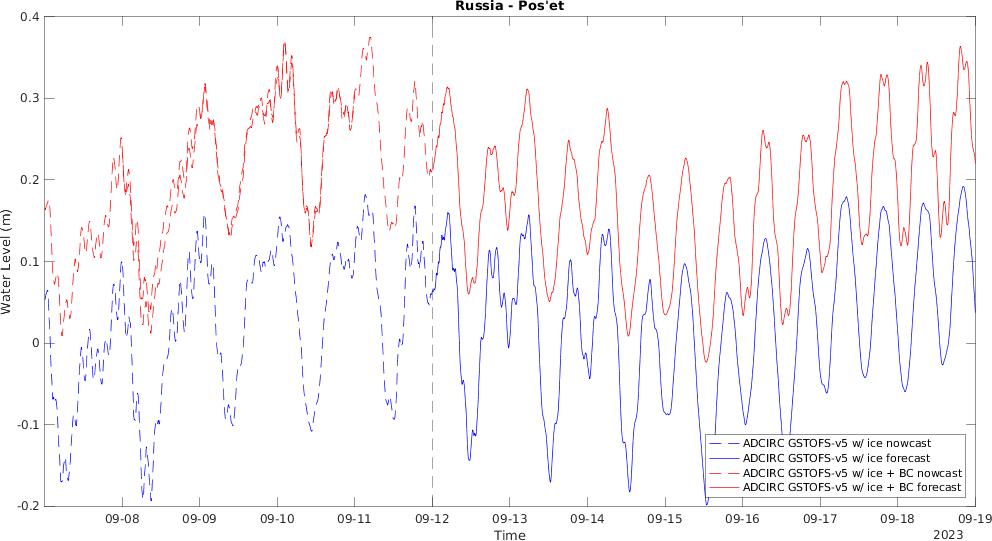 Russia - Pos'et
Water Level (m)
0.4
0.3
0.2
0.1
0
-0.1
-0.2
09-08
09-09
09-10
09-11
09-12
09-13
09-14
09-15
09-16
09-17
09-18
09-19
Time
2023
ADCIRC GSTOFS-v5 w/ ice nowcast
ADCIRC GSTOFS-v5 w/ ice forecast
ADCIRC GSTOFS-v5 w/ ice + BC nowcast
ADCIRC GSTOFS-v5 w/ ice + BC forecast